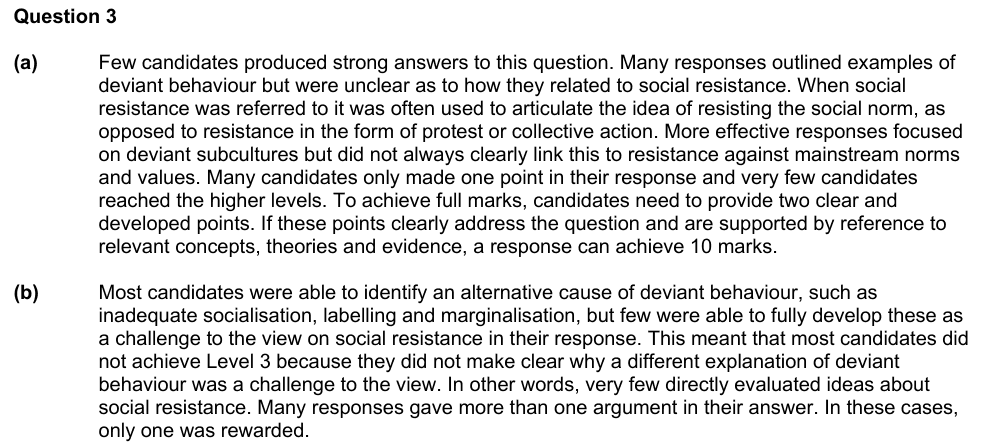 Question 3
(a) Few candidates produced strong answers to this question. Many responses outlined examples of
deviant behaviour but were unclear as to how they related to social resistance. When social
resistance was referred to it was often used to articulate the idea of resisting the social norm, as
opposed to resistance in the form of protest or collective action. More effective responses focused
on deviant subcultures but did not always clearly link this to resistance against mainstream norms
and values. Many candidates only made one point in their response and very few candidates
reached the higher levels. To achieve full marks, candidates need to provide two clear and
developed points. If these points clearly address the question and are supported by reference to
relevant concepts, theories and evidence, a response can achieve 10 marks.
(b) Most candidates were able to identify an alternative cause of deviant behaviour, such as
inadequate socialisation, labelling and marginalisation, but few were able to fully develop these as
a challenge to the view on social resistance in their response. This meant that most candidates did
not achieve Level 3 because they did not make clear why a different explanation of deviant
behaviour was a challenge to the view. In other words, very few directly evaluated ideas about
social resistance. Many responses gave more than one argument in their answer. In these cases,
only one was rewarded.